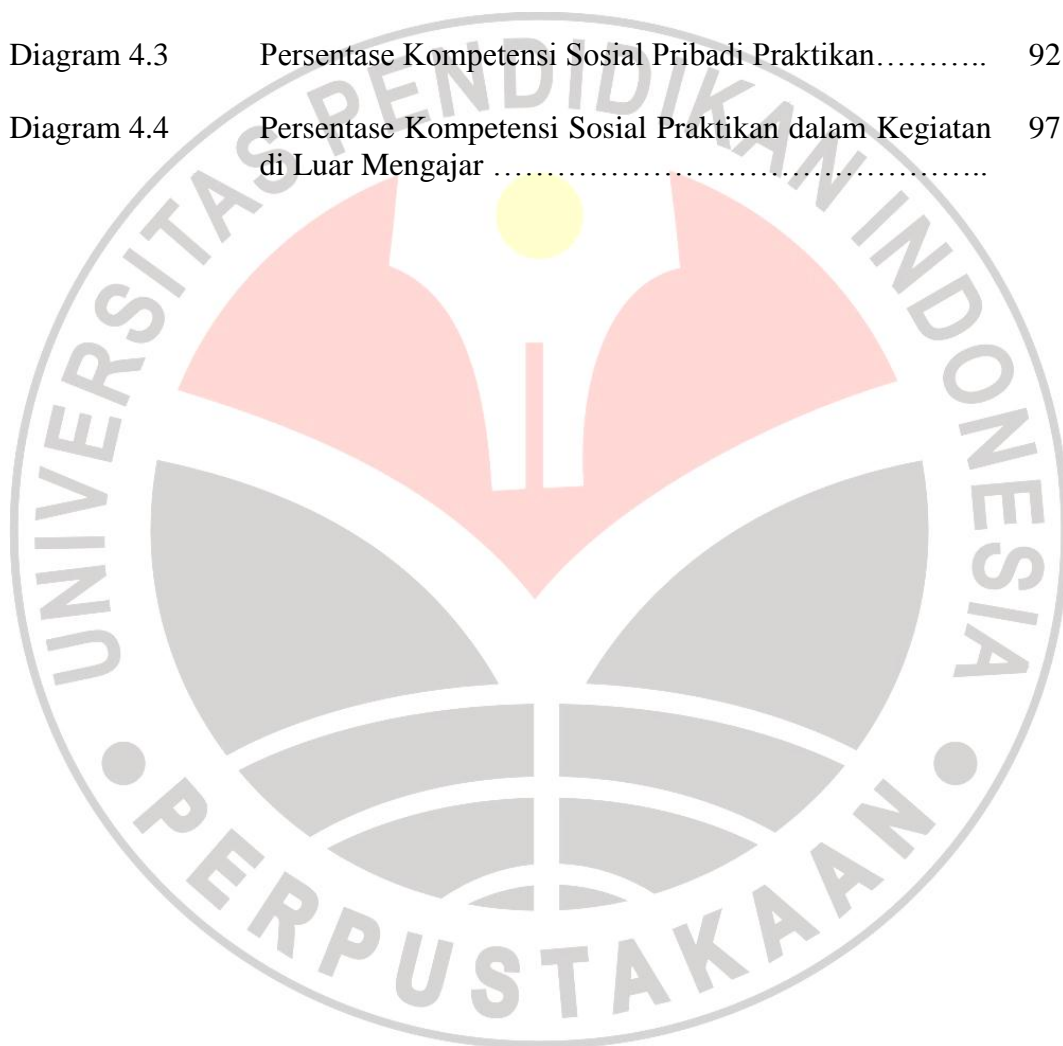 Diagram 4.3 Persentase Kompetensi Sosial Pribadi Praktikan……….. 92
Diagram 4.4 Persentase Kompetensi Sosial Praktikan dalam Kegiatan 97
di Luar Mengajar ………………………………………..
UNIVERSITAS PENDIDIKAN INDONESIA
PERPUSTAKAAN